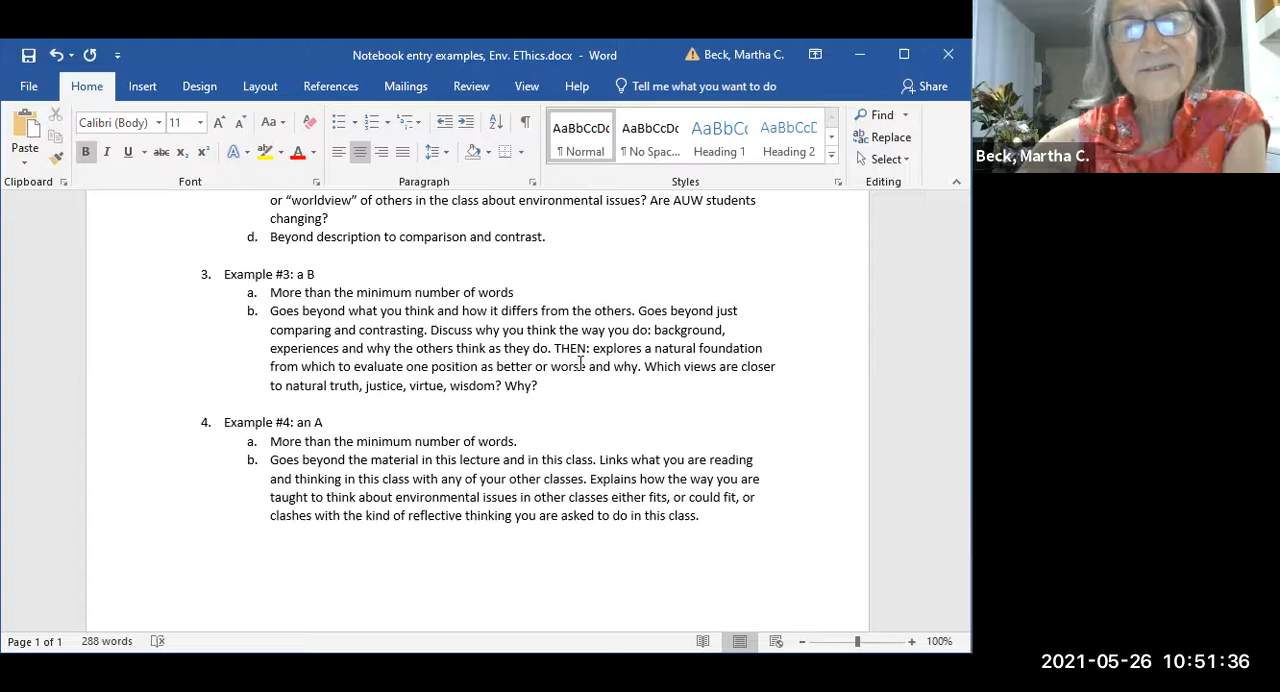 Notebook entry examples, Env. EThics.docx - Word
Beck, Martha C.
File Home Insert Design Layout References Mailings Review View Help Tell me what you want to do Share
Calibri (Body) 11 A A Aa
AaBbCcDc AaBbCcDc AaBbCc AaBbCcD
Find
Replace
Select
Paste
B I U abc x₂ x² A A
¶ Normal ¶ No Spac... Heading 1 Heading 2
Clipboard Font Paragraph Styles Editing
Beck, Martha C.
or “worldview” of others in the class about environmental issues? Are AUW students
changing?
d. Beyond description to comparison and contrast.
3. Example #3: a B
a. More than the minimum number of words
b. Goes beyond what you think and how it differs from the others. Goes beyond just
comparing and contrasting. Discuss why you think the way you do: background,
experiences and why the others think as they do. THEN: explores a natural foundation
from which to evaluate one position as better or worse and why. Which views are closer
to natural truth, justice, virtue, wisdom? Why?
4. Example #4: an A
a. More than the minimum number of words.
b. Goes beyond the material in this lecture and in this class. Links what you are reading
and thinking in this class with any of your other classes. Explains how the way you are
taught to think about environmental issues in other classes either fits, or could fit, or
clashes with the kind of reflective thinking you are asked to do in this class.
Page 1 of 1 288 words 100%
2021-05-26 10:51:36